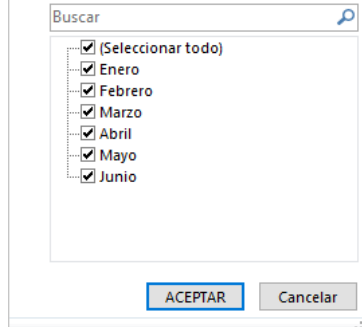 Buscar
(Seleccionar todo)
Enero
Febrero
Marzo
Abril
Mayo
Junio
ACEPTAR Cancelar